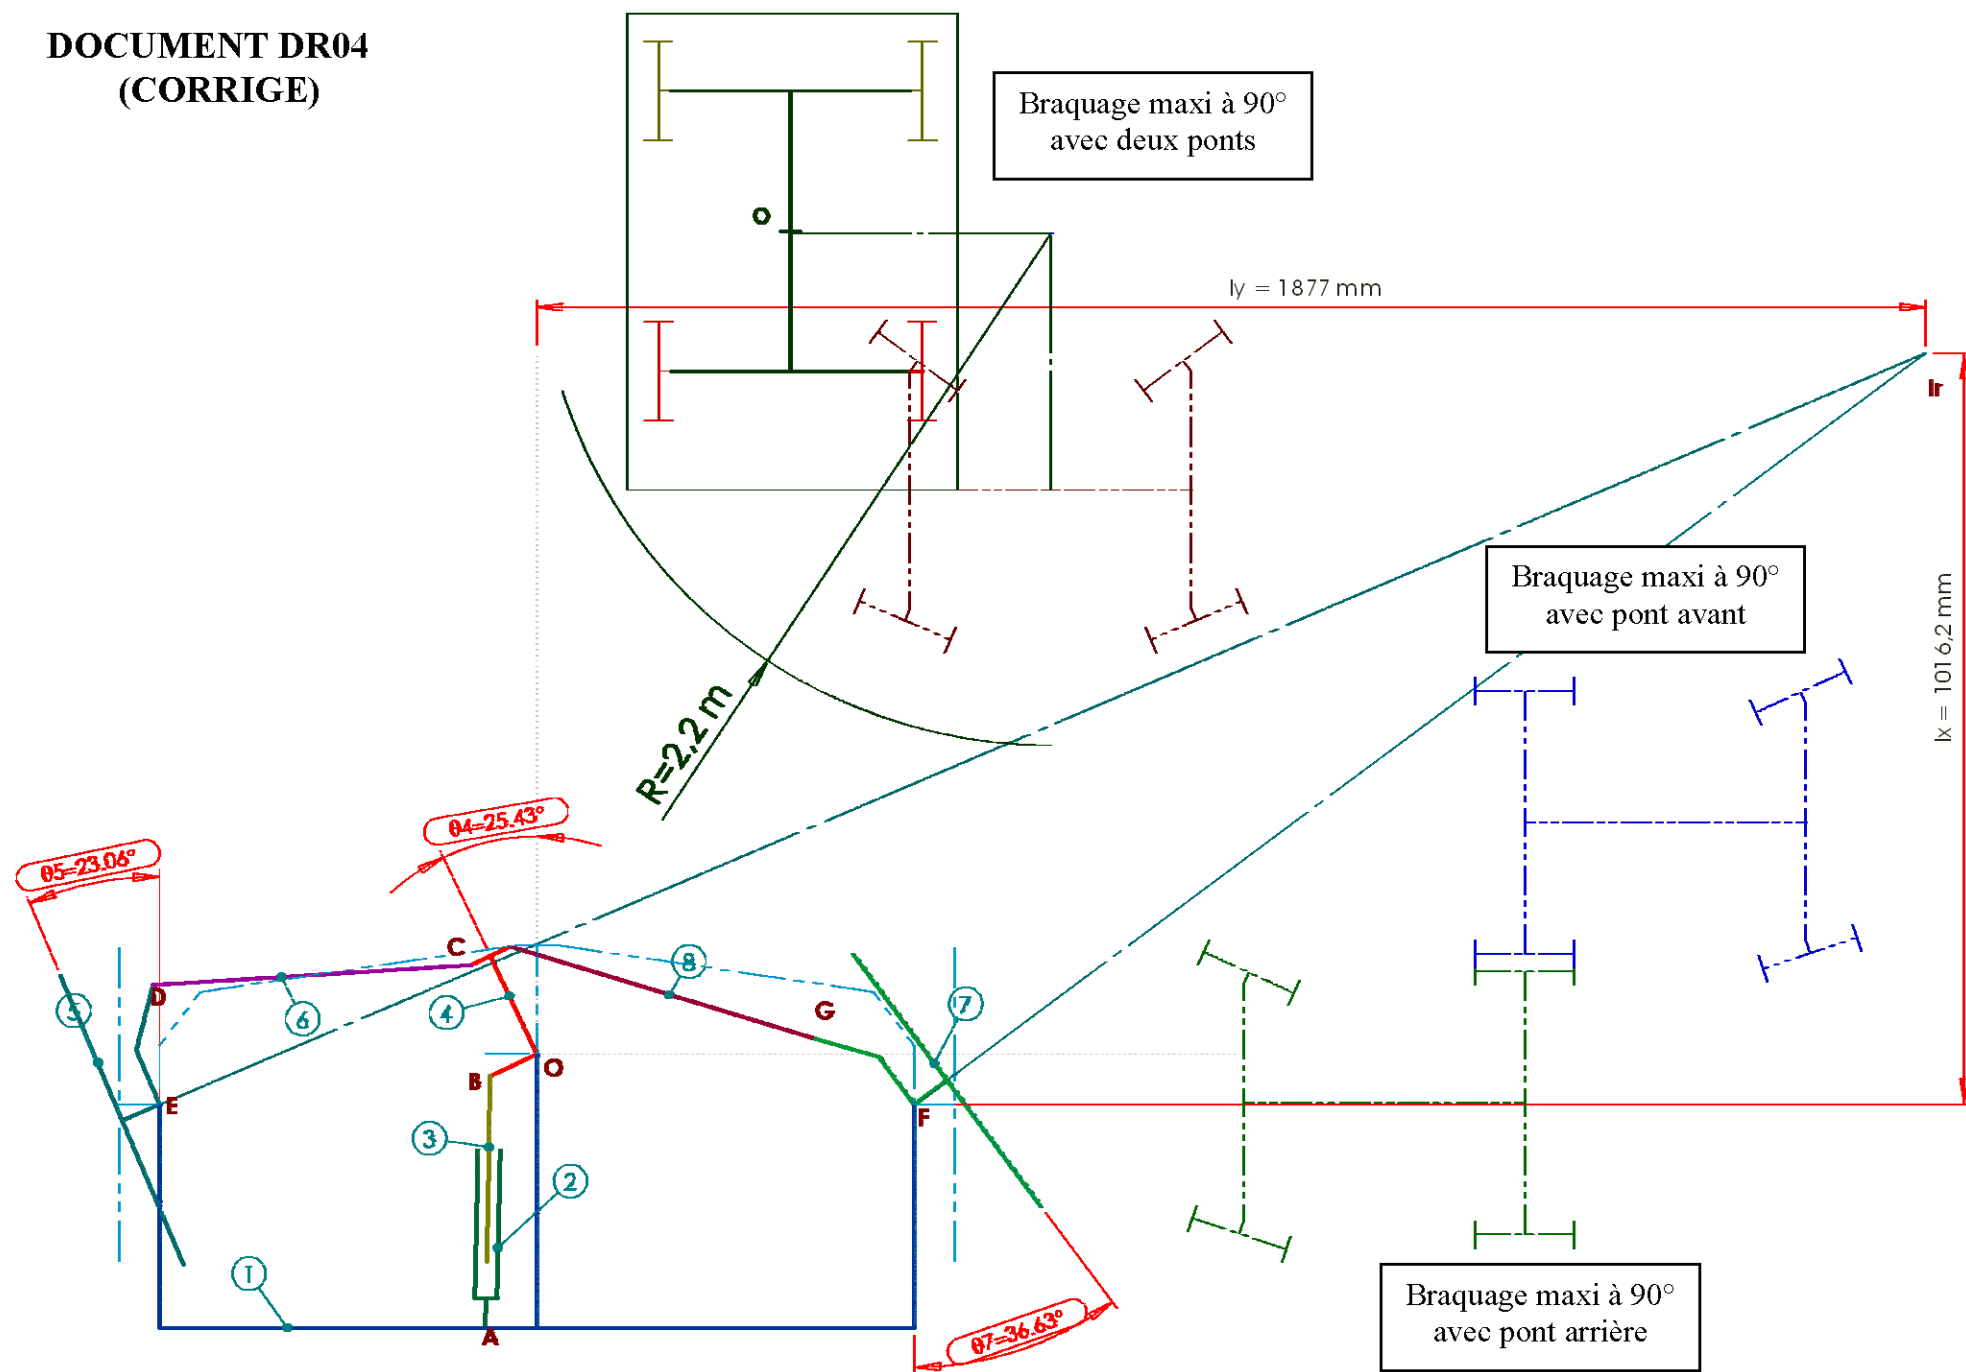 DOCUMENT DR04
(CORRIGE)
Braquage maxi à 90°
avec deux ponts
O
Iy = 1877 mm
Ir
Braquage maxi à 90°
avec pont avant
Ix = 1016,2 mm
R=2,2 m
θ4=25.43°
θ5=23.06°
C
8
D
5
6
4
G
7
B
O
E
F
3
2
1
A
θ7=36.63°
Braquage maxi à 90°
avec pont arrière